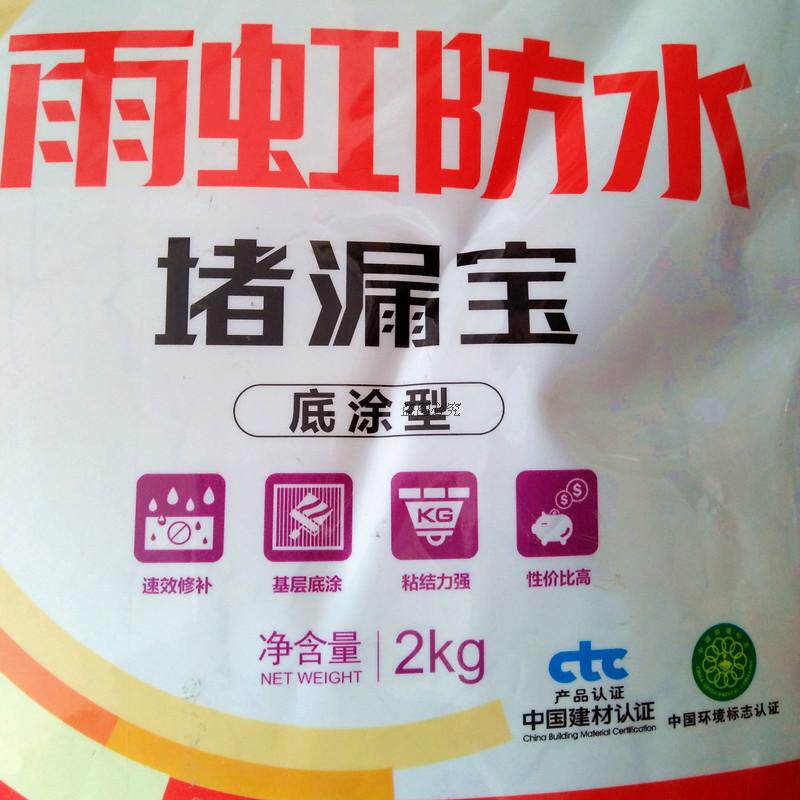 雨虹防水
堵漏宝
底涂型
KG
速效修补
基层底涂
粘结力强
性价比高
净含量
NET WEIGHT
2kg
ctc
产品认证
中国建材认证
China Building Material Certification
中国环境标志认证